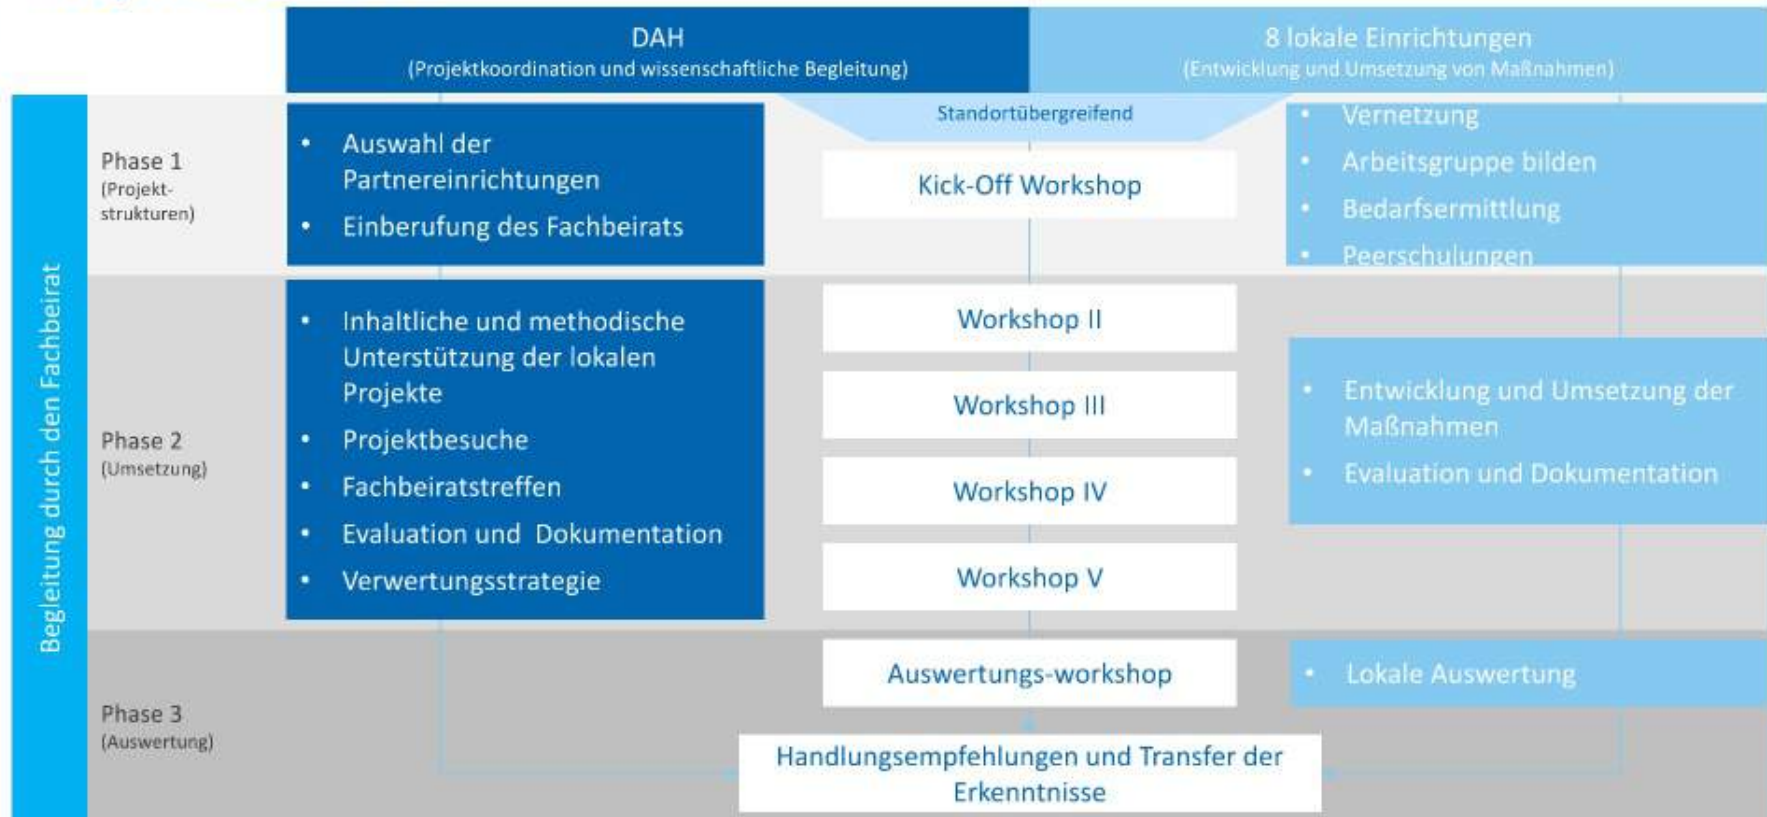 DAH
(Projektkoordination und wissenschaftliche Begleitung)
8 lokale Einrichtungen
(Entwicklung und Umsetzung von Maßnahmen)
Standortübergreifend
Begleitung durch den Fachbeirat
Phase 1
(Projekt-
strukturen)
• Auswahl der
Partnereinrichtungen
• Einberufung des Fachbeirats
Kick-Off Workshop
• Vernetzung
• Arbeitsgruppe bilden
• Bedarfsermittlung
• Peerschulungen
Phase 2
(Umsetzung)
• Inhaltliche und methodische
Unterstützung der lokalen
Projekte
• Projektbesuche
• Fachbeiratstreffen
• Evaluation und Dokumentation
• Verwertungsstrategie
Workshop II
Workshop III
Workshop IV
Workshop V
• Entwicklung und Umsetzung der
Maßnahmen
• Evaluation und Dokumentation
Phase 3
(Auswertung)
Auswertungs-workshop
• Lokale Auswertung
Handlungsempfehlungen und Transfer der
Erkenntnisse